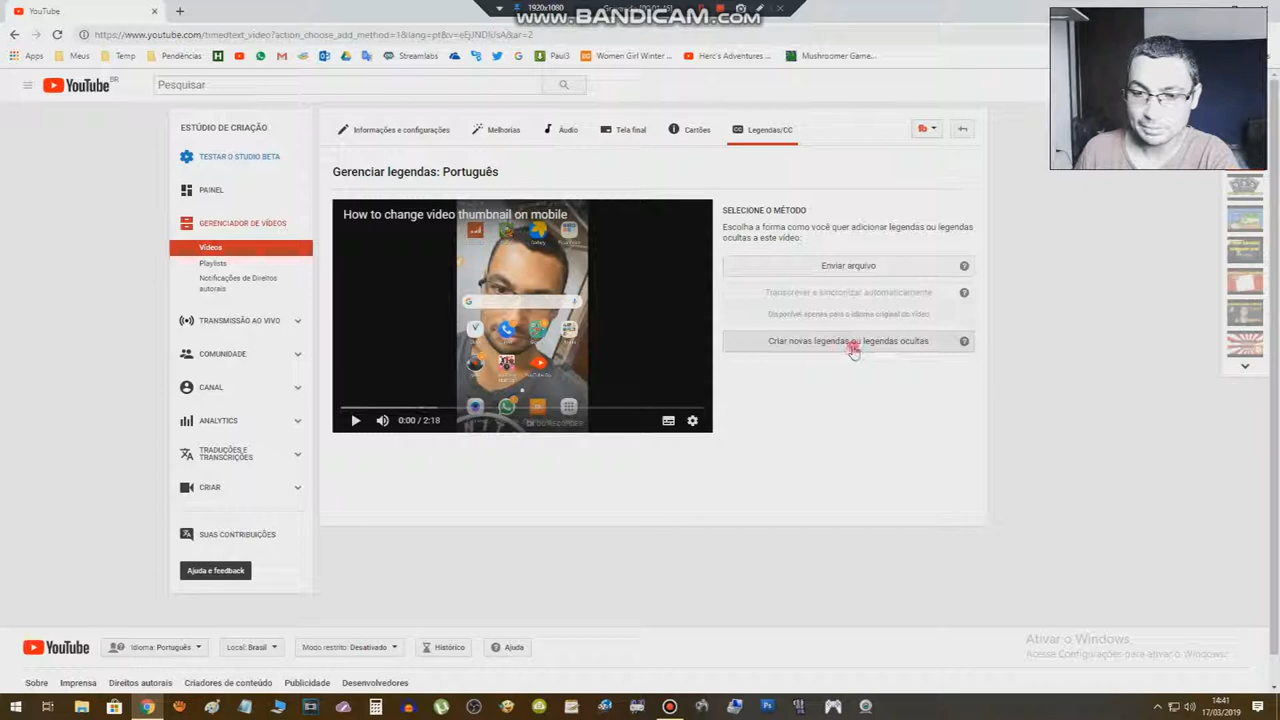 YouTube
1920x1080
www.BANDICAM.com
https://www.youtube.com/timedtext_video?action_choose_add_method=1&lang=pt&v=eEjJNDIiJsA&ar=2
Apps
Meus
Temp
Pendências
Streamlabs
Paul3
Women Girl Winter ...
Herc's Adventures ...
Mushroomer Game...
YouTube BR
Pesquisar
ESTÚDIO DE CRIAÇÃO
TESTAR O STUDIO BETA
PAINEL
GERENCIADOR DE VÍDEOS
Vídeos
Playlists
Notificações de Direitos
autorais
TRANSMISSÃO AO VIVO
COMUNIDADE
CANAL
ANALYTICS
TRADUÇÕES E
TRANSCRIÇÕES
CRIAR
SUAS CONTRIBUIÇÕES
Ajuda e feedback
Informações e configurações
Melhorias
Áudio
Tela final
Cartões
Legendas/CC
Gerenciar legendas: Português
How to change video thumbnail on mobile
0:00 / 2:18
SELECIONE O MÉTODO
Escolha a forma como você quer adicionar legendas ou legendas
ocultas a este vídeo:
Enviar arquivo
Transcrever e sincronizar automaticamente
Disponível apenas para o idioma original do vídeo
Criar novas legendas ou legendas ocultas
YouTube
Idioma: Português
Local: Brasil
Modo restrito: Desativado
Histórico
Ajuda
Sobre
Imprensa
Direitos autorais
Criadores de conteúdo
Publicidade
Desenvolvedores
Ativar o Windows
Acesse Configurações para ativar o Windows.
14:41
17/03/2019